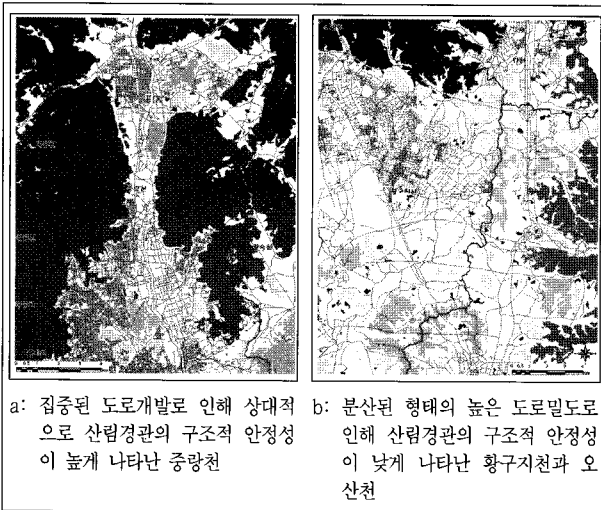 a: 집중된 도로개발로 인해 상대적
으로 산림경관의 구조적 안정성
이 높게 나타난 중랑천
b: 분산된 형태의 높은 도로밀도로
인해 산림경관의 구조적 안정성
이 낮게 나타난 황구지천과 오
산천